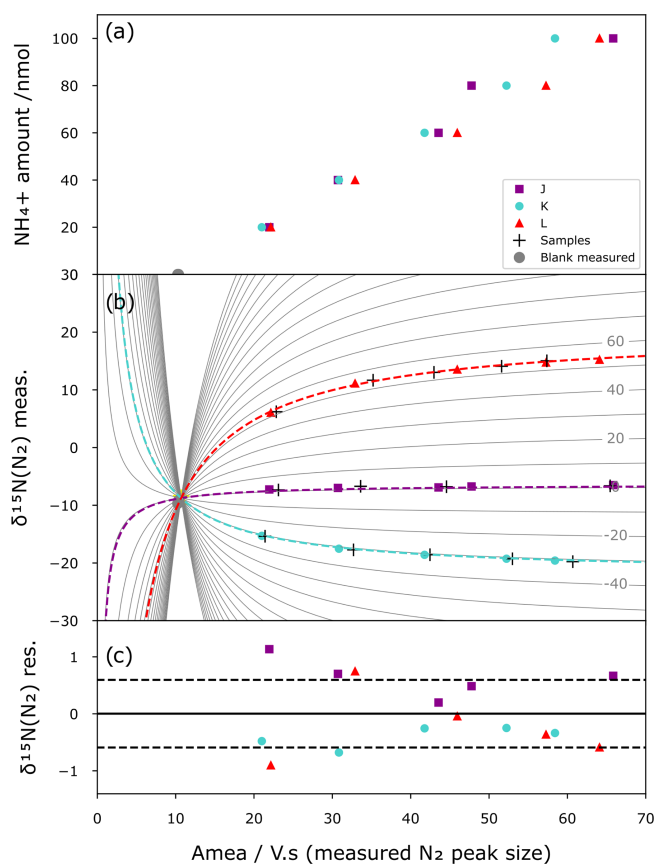 (a)
100
80
60
40
20
NH₄+ amount /nmol
J
K
L
Samples
Blank measured
(b)
30
20
10
0
−10
−20
−30
δ¹⁵N(N₂) meas.
60
40
20
-20
-40
(c)
1
0
−1
δ¹⁵N(N₂) res.
0 10 20 30 40 50 60 70
Amea / V.s (measured N₂ peak size)